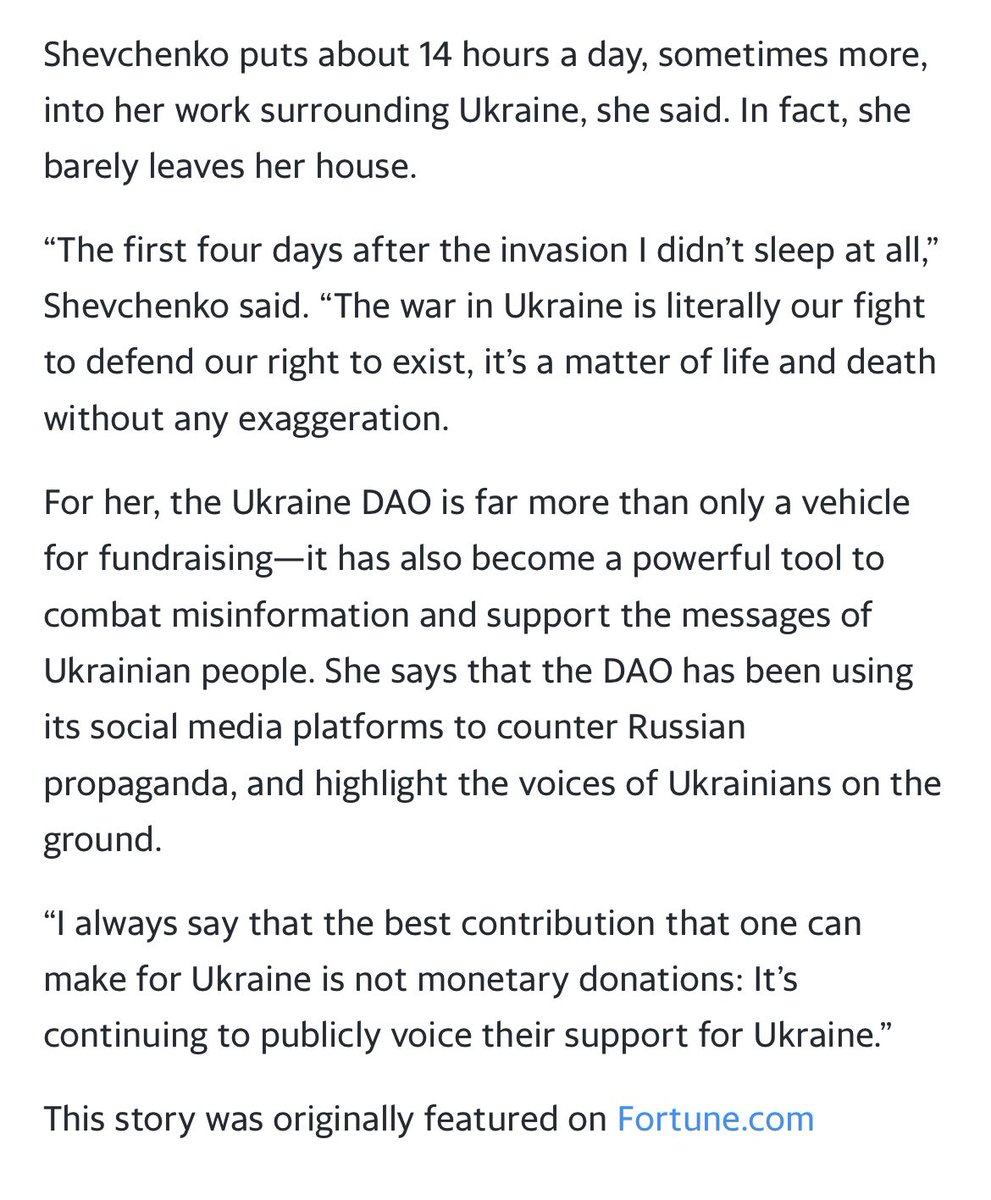 Shevchenko puts about 14 hours a day, sometimes more,
into her work surrounding Ukraine, she said. In fact, she
barely leaves her house.
“The first four days after the invasion I didn’t sleep at all,”
Shevchenko said. “The war in Ukraine is literally our fight
to defend our right to exist, it’s a matter of life and death
without any exaggeration.
For her, the Ukraine DAO is far more than only a vehicle
for fundraising—it has also become a powerful tool to
combat misinformation and support the messages of
Ukrainian people. She says that the DAO has been using
its social media platforms to counter Russian
propaganda, and highlight the voices of Ukrainians on the
ground.
“I always say that the best contribution that one can
make for Ukraine is not monetary donations: It’s
continuing to publicly voice their support for Ukraine.”
This story was originally featured on Fortune.com